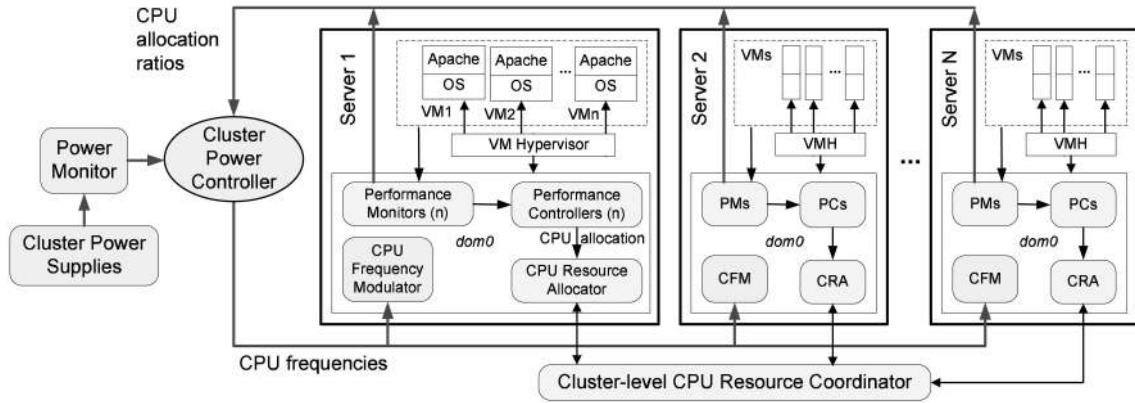 CPU
allocation
ratios
Power
Monitor
Cluster Power
Supplies
Cluster
Power
Controller
CPU frequencies
Server 1
Apache Apache ... Apache
OS OS OS
VM1 VM2 VMn
VM Hypervisor
Performance
Monitors (n)
Performance
Controllers (n)
dom0
CPU allocation
CPU
Frequency
Modulator
CPU Resource
Allocator
Server 2
VMs
...
VMH
PMs
PCs
dom0
CFM
CRA
...
Server N
VMs
...
VMH
PMs
PCs
dom0
CFM
CRA
Cluster-level CPU Resource Coordinator